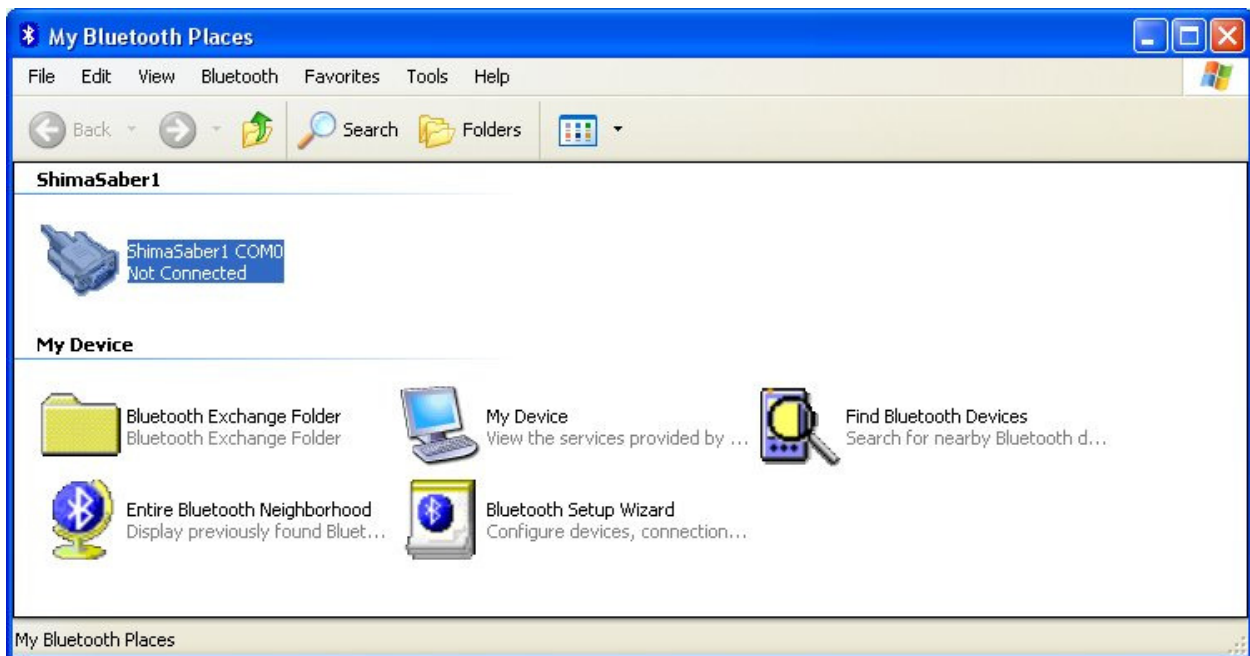 My Bluetooth Places
File Edit View Bluetooth Favorites Tools Help
Back Search Folders
ShimaSaber1
ShimaSaber1 COM0
Not Connected
My Device
Bluetooth Exchange Folder
Bluetooth Exchange Folder
My Device
View the services provided by ...
Find Bluetooth Devices
Search for nearby Bluetooth d...
Entire Bluetooth Neighborhood
Display previously found Bluet...
Bluetooth Setup Wizard
Configure devices, connection...
My Bluetooth Places